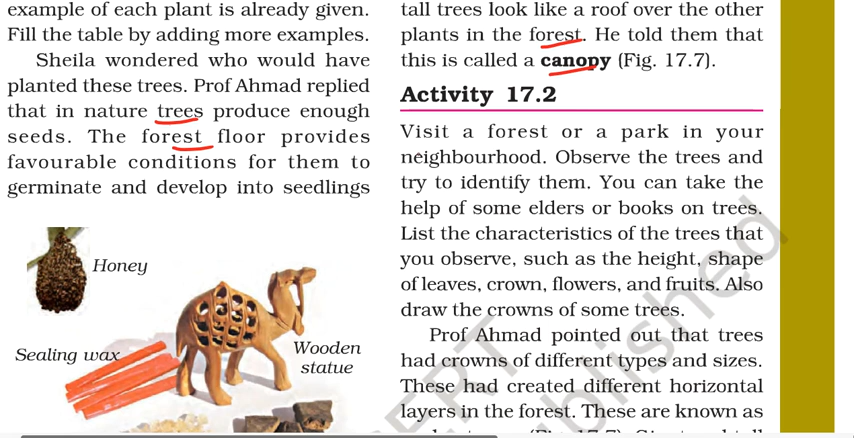 example of each plant is already given.
Fill the table by adding more examples.
Sheila wondered who would have
planted these trees. Prof Ahmad replied
that in nature trees produce enough
seeds. The forest floor provides
favourable conditions for them to
germinate and develop into seedlings
Honey
Sealing wax
Wooden
statue
tall trees look like a roof over the other
plants in the forest. He told them that
this is called a canopy (Fig. 17.7).
Activity 17.2
Visit a forest or a park in your
neighbourhood. Observe the trees and
try to identify them. You can take the
help of some elders or books on trees.
List the characteristics of the trees that
you observe, such as the height, shape
of leaves, crown, flowers, and fruits. Also
draw the crowns of some trees.
Prof Ahmad pointed out that trees
had crowns of different types and sizes.
These had created different horizontal
layers in the forest. These are known as